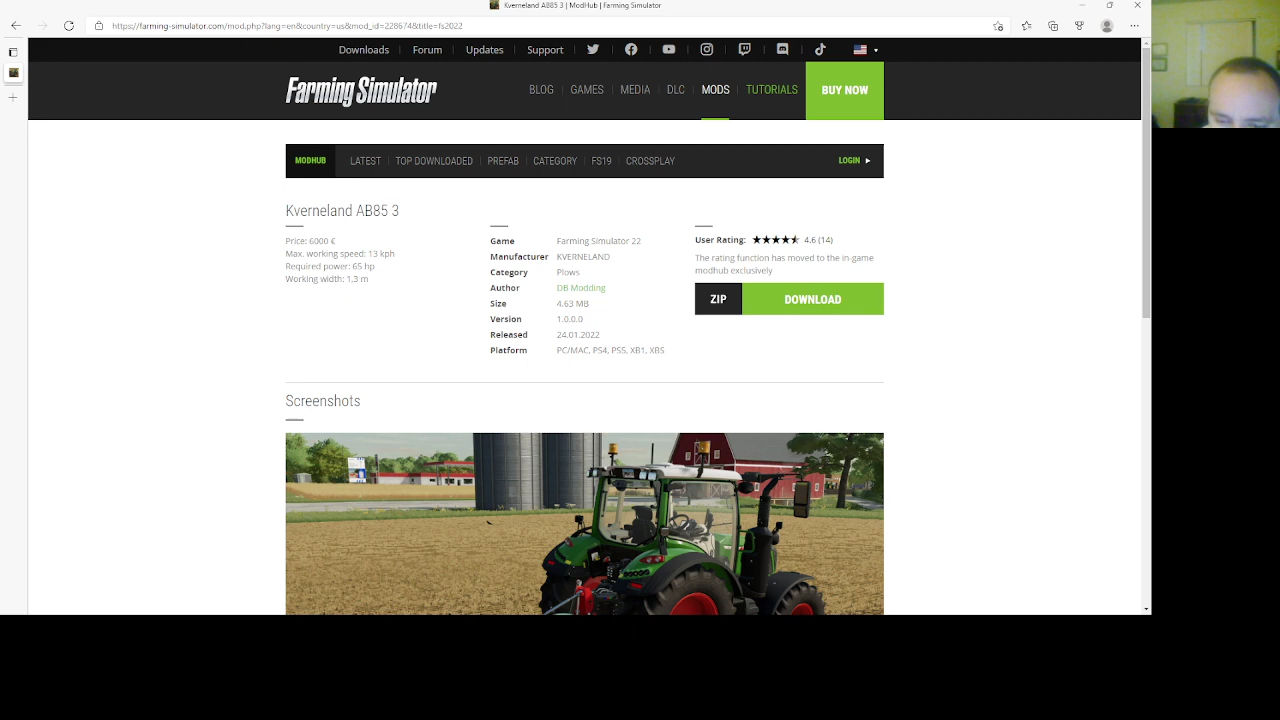 Kverneland AB85 3 | ModHub | Farming Simulator
https://farming-simulator.com/mod.php?lang=en&country=us&mod_id=228674&title=fs2022
Downloads Forum Updates Support
Farming Simulator BLOG GAMES MEDIA DLC MODS TUTORIALS BUY NOW
MODHUB LATEST TOP DOWNLOADED PREFAB CATEGORY FS19 CROSSPLAY LOGIN
Kverneland AB85 3
Price: 6000 €
Max. working speed: 13 kph
Required power: 65 hp
Working width: 1,3 m
Game Farming Simulator 22
Manufacturer KVERNELAND
Category Plows
Author DB Modding
Size 4.63 MB
Version 1.0.0.0
Released 24.01.2022
Platform PC/MAC, PS4, PS5, XB1, XBS
User Rating: 4.6 (14)
The rating function has moved to the in-game
modhub exclusively
ZIP DOWNLOAD
Screenshots